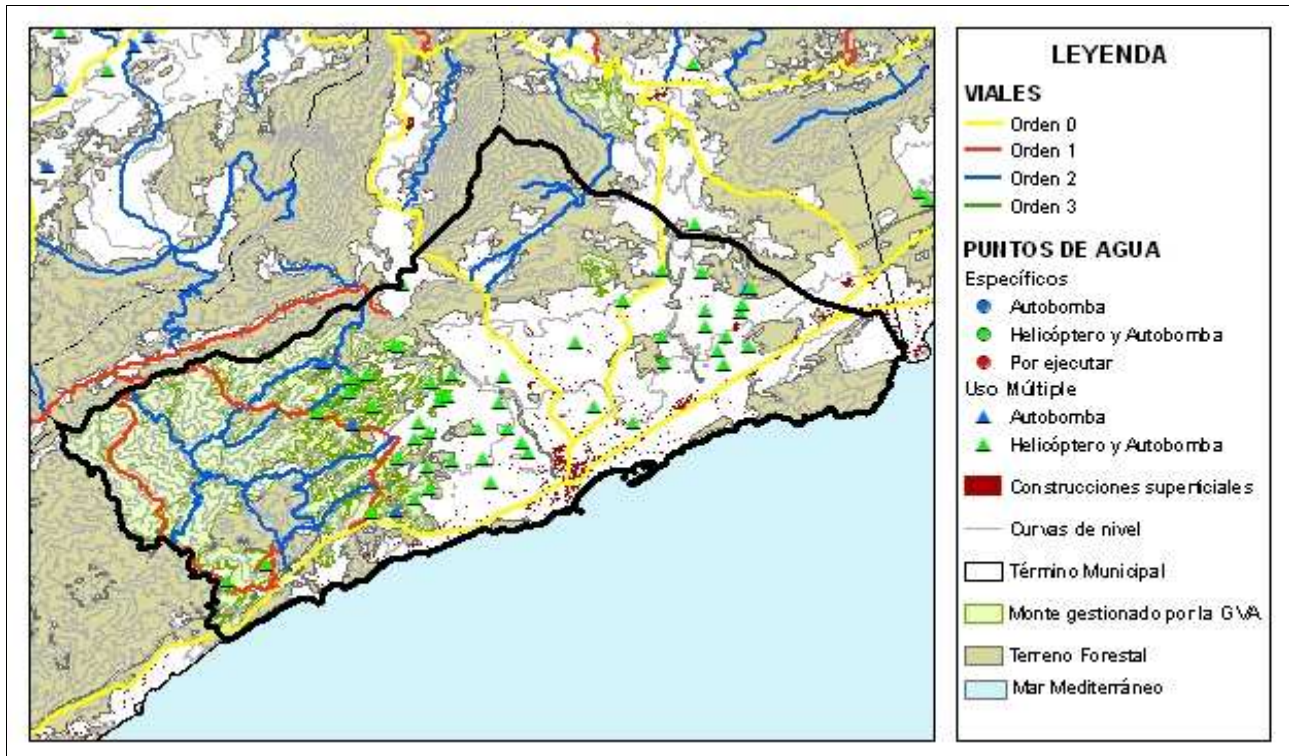 LEYENDA
VIALES
Orden 0
Orden 1
Orden 2
Orden 3
PUNTOS DE AGUA
Específicos
Autobomba
Helicóptero y Autobomba
Por ejecutar
Uso Múltiple
Autobomba
Helicóptero y Autobomba
Construcciones superficiales
Curvas de nivel
Término Municipal
Monte gestionado por la GVA
Terreno Forestal
Mar Mediterráneo